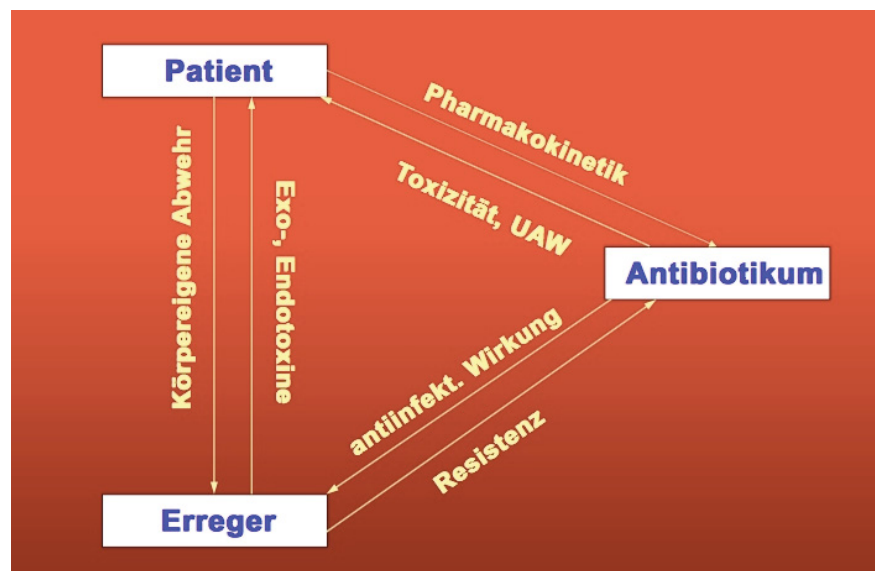 Patient
Pharmakokinetik
Toxizität, UAW
Körpereigene Abwehr
Exo-, Endotoxine
Antibiotikum
antiinfekt. Wirkung
Resistenz
Erreger